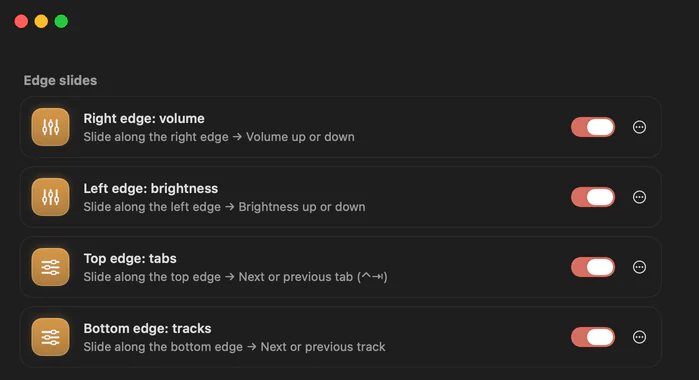 Edge slides
Right edge: volume
Slide along the right edge → Volume up or down
Left edge: brightness
Slide along the left edge → Brightness up or down
Top edge: tabs
Slide along the top edge → Next or previous tab (^⇥)
Bottom edge: tracks
Slide along the bottom edge → Next or previous track